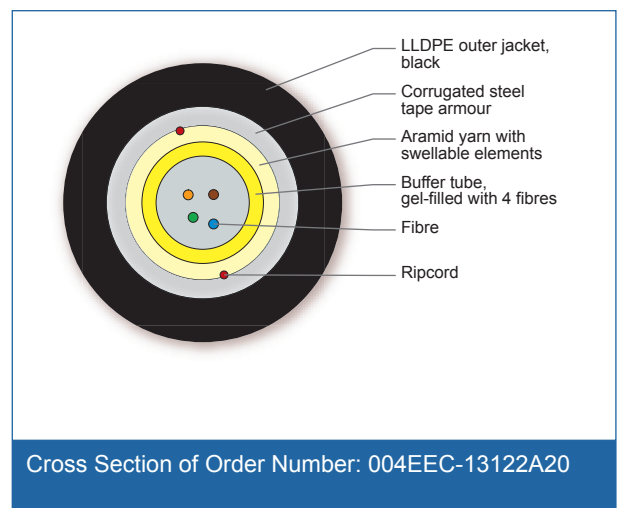 LLDPE outer jacket,
black
Corrugated steel
tape armour
Aramid yarn with
swellable elements
Buffer tube,
gel-filled with 4 fibres
Fibre
Ripcord
Cross Section of Order Number: 004EEC-13122A20